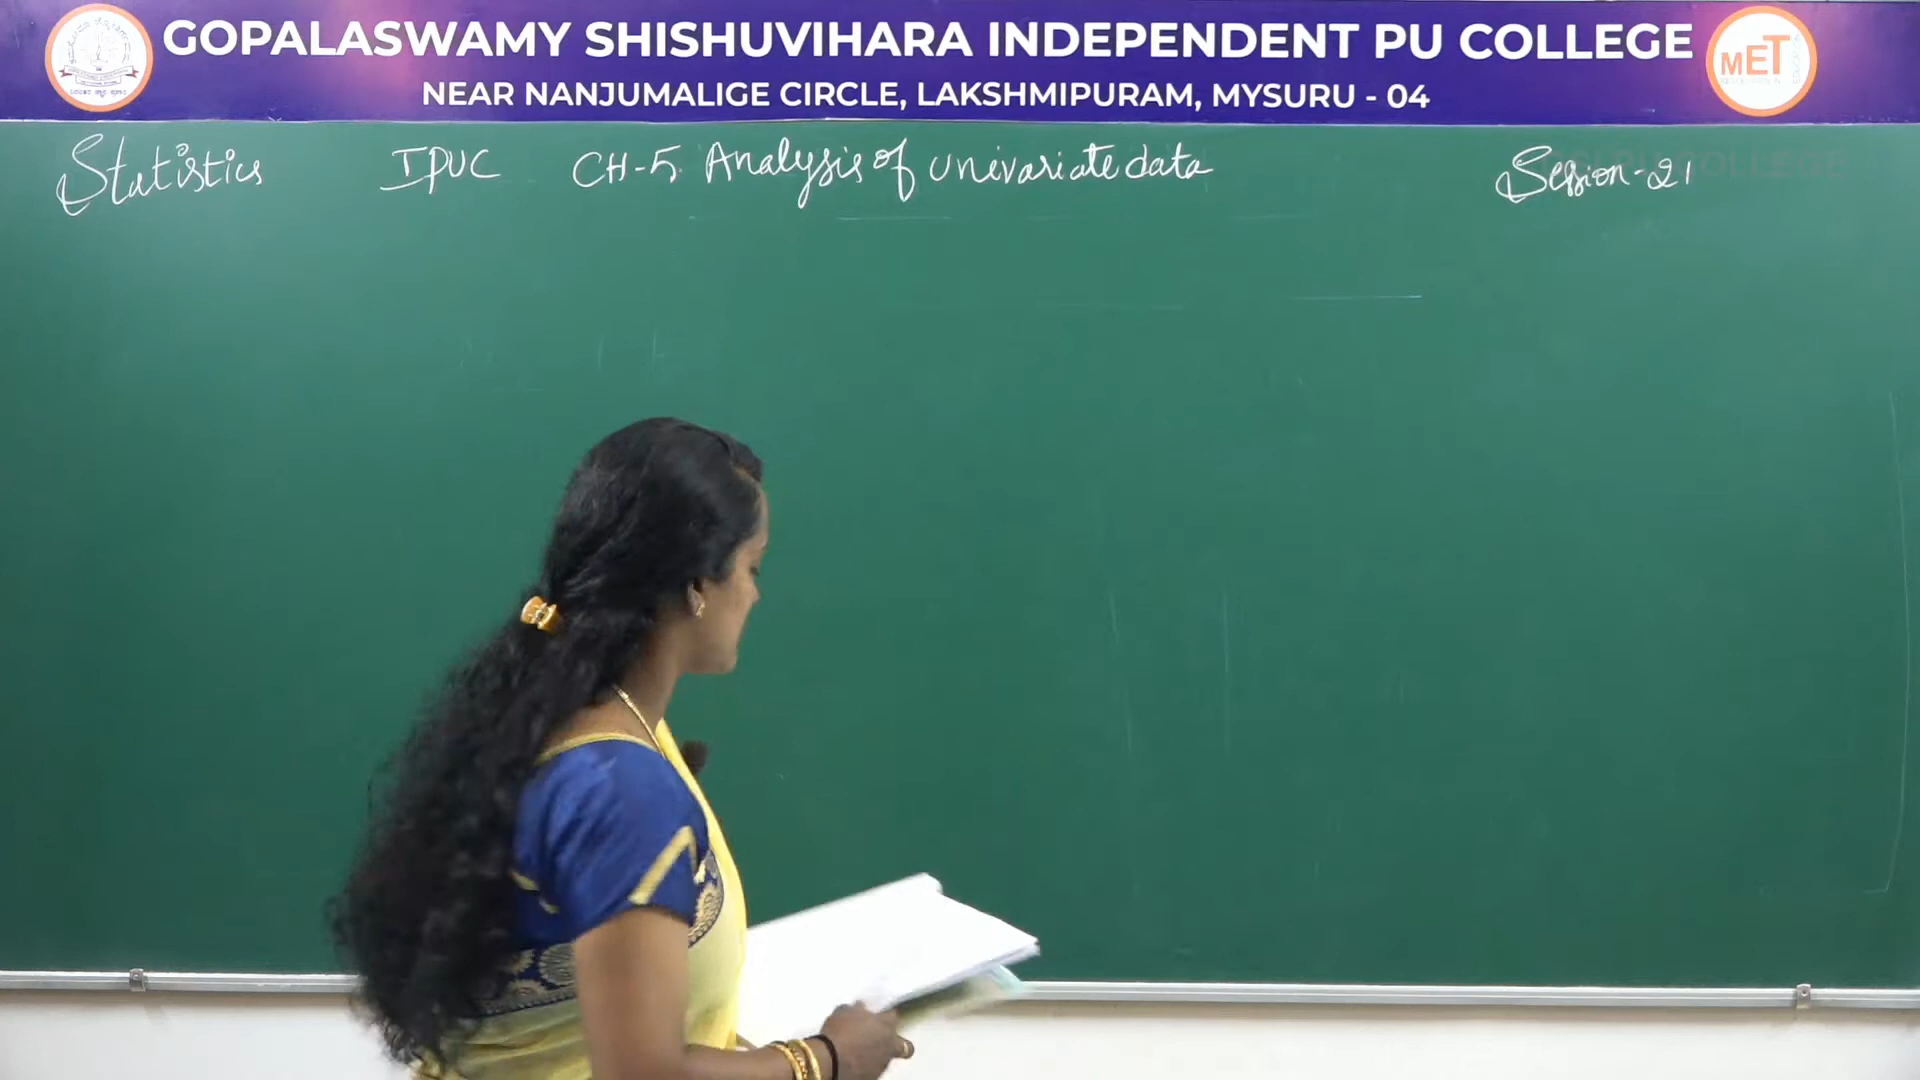 GOPALASWAMY SHISHUVIHARA INDEPENDENT PU COLLEGE
NEAR NANJUMALIGE CIRCLE, LAKSHMIPURAM, MYSURU - 04
MET
Statistics IPUC CH-5. Analysis of univariate data Session-21
COLLEGE